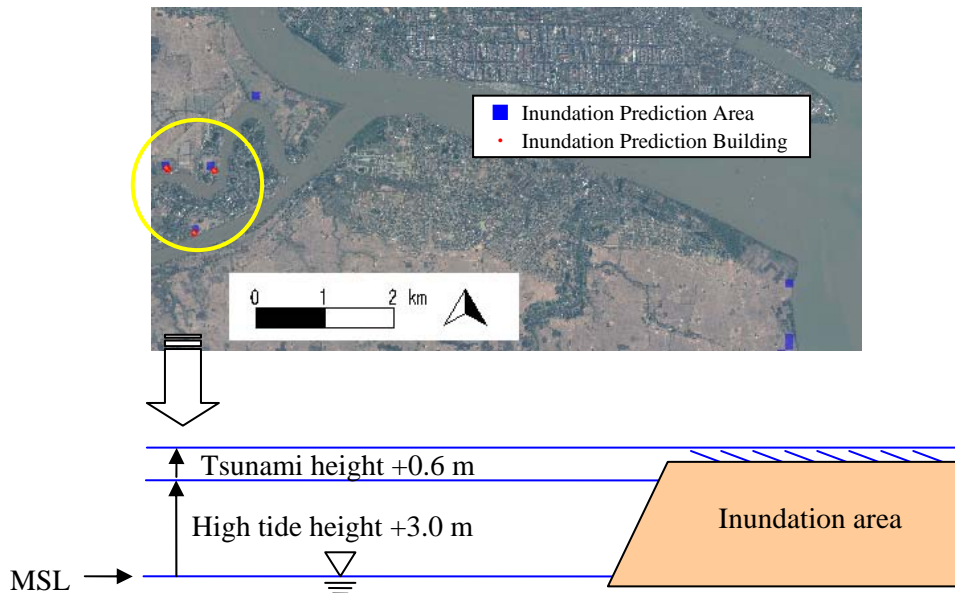 Inundation Prediction Area
Inundation Prediction Building
0 1 2 km
Tsunami height +0.6 m
High tide height +3.0 m
Inundation area
MSL